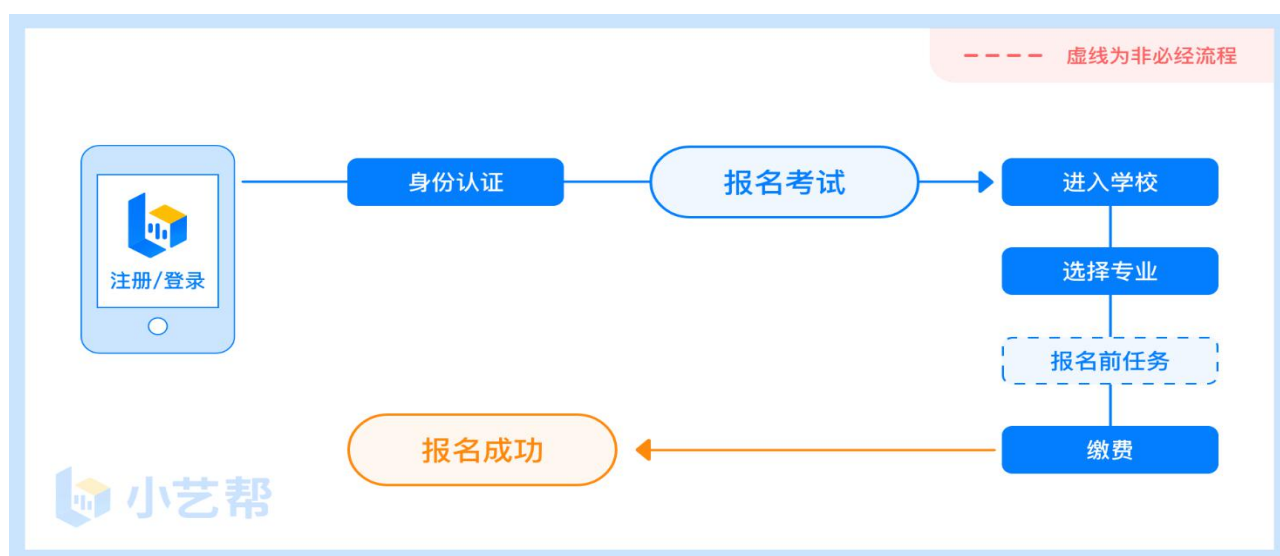 虚线为非必经流程
注册/登录
身份认证
报名考试
进入学校
选择专业
报名前任务
缴费
报名成功
小艺帮